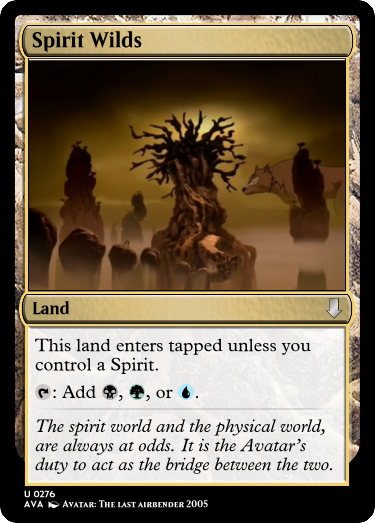 Spirit Wilds
Land
This land enters tapped unless you
control a Spirit.
: Add , , or .
The spirit world and the physical world,
are always at odds. It is the Avatar's
duty to act as the bridge between the two.
U 0276
AVA Avatar: The last airbender 2005